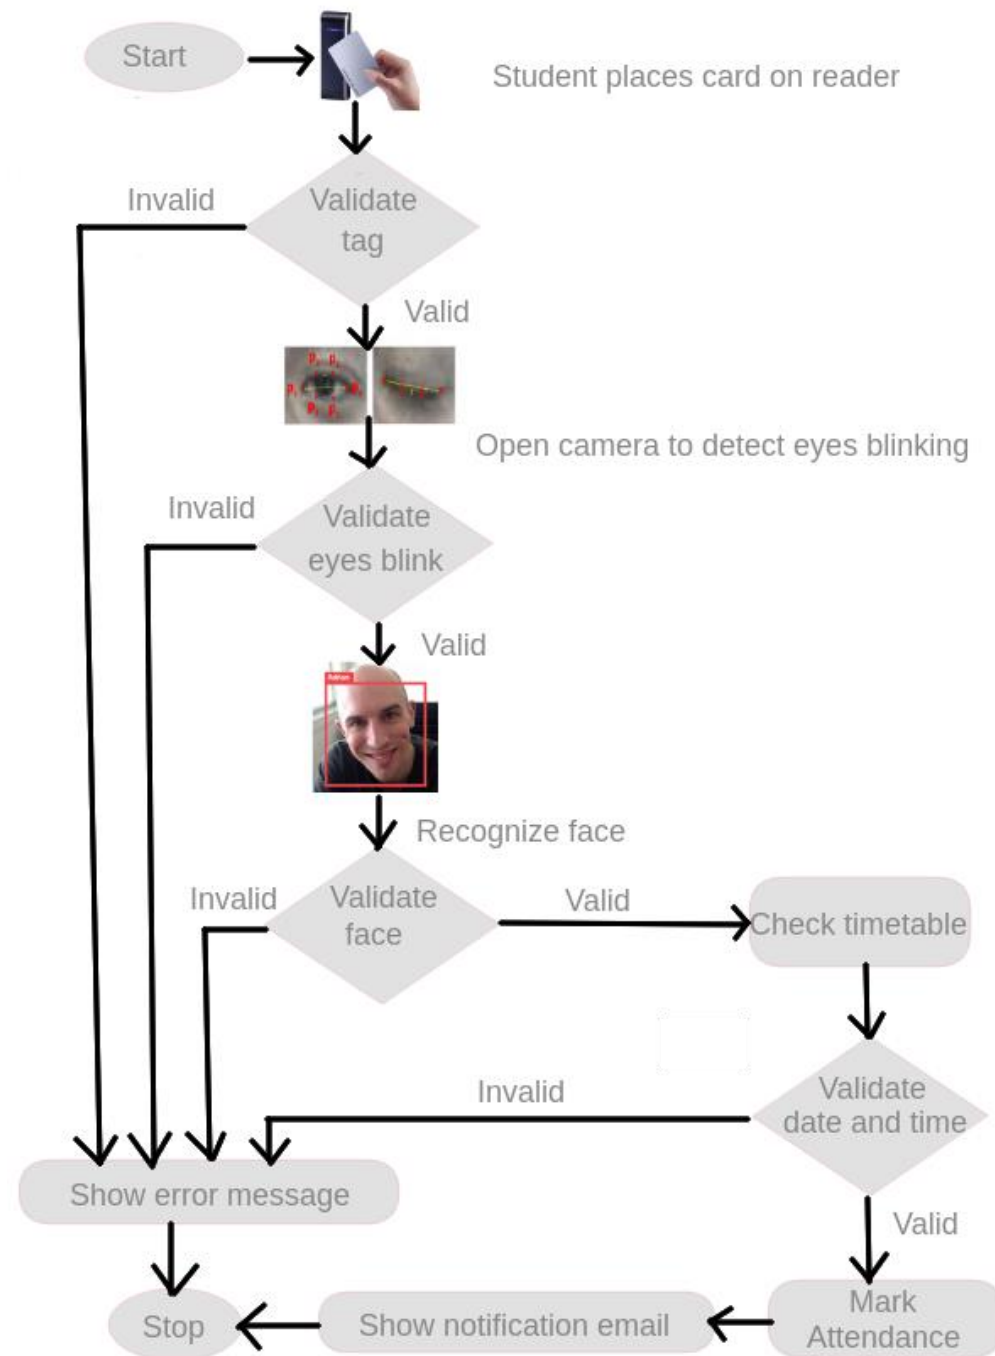 Start
Student places card on reader
Invalid
Validate
tag
Valid
Open camera to detect eyes blinking
Invalid
Validate
eyes blink
Valid
Recognize face
Invalid
Validate
face
Valid
Check timetable
Invalid
Validate
date and time
Show error message
Valid
Stop
Show notification email
Mark
Attendance